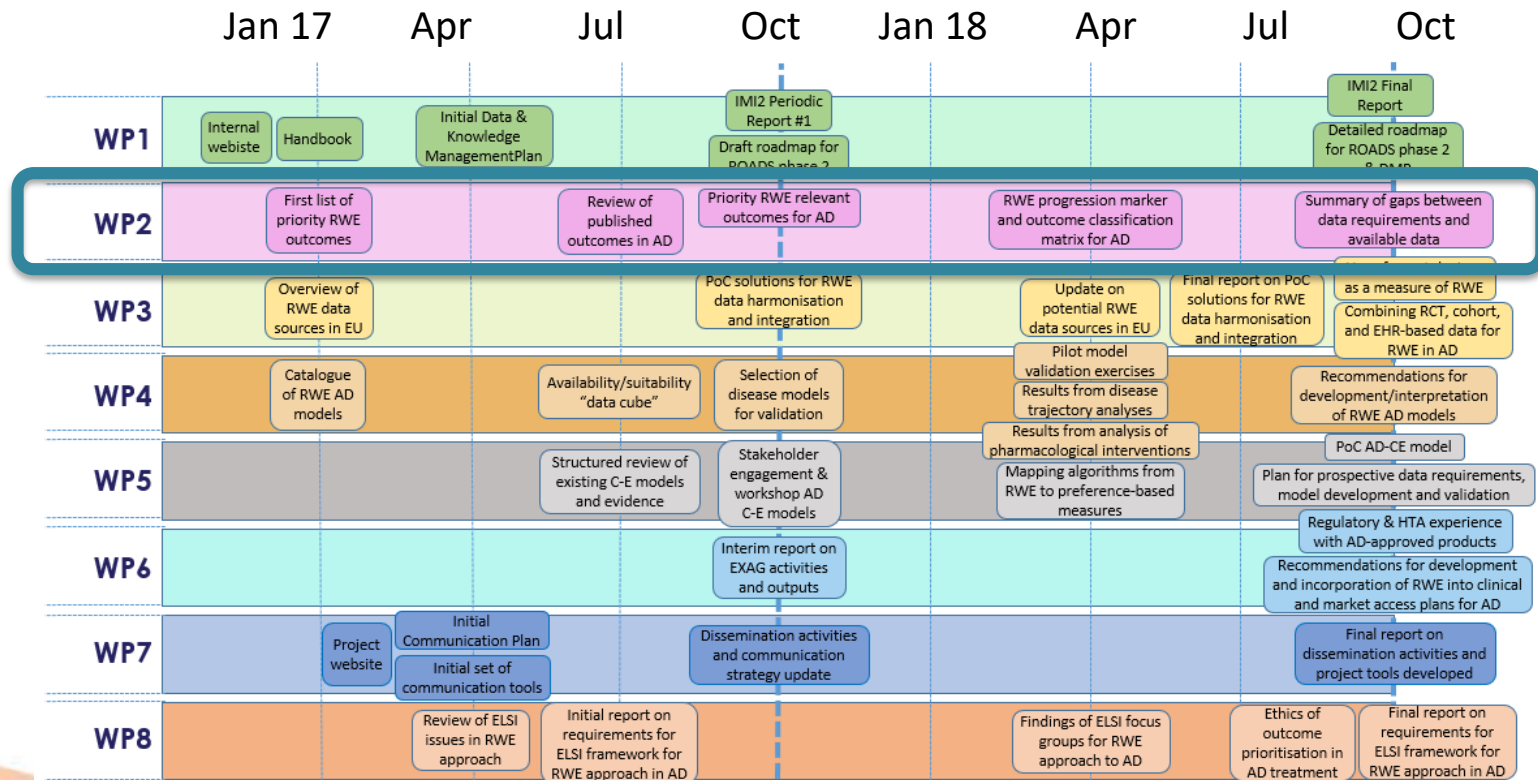 Jan 17 Apr Jul Oct Jan 18 Apr Jul Oct
WP1
Internal
webiste
Handbook
Initial Data &
Knowledge
ManagementPlan
IMI2 Periodic
Report #1
Draft roadmap for
ROADS phase 2
IMI2 Final
Report
Detailed roadmap
for ROADS phase 2
& DMP
WP2
First list of
priority RWE
outcomes
Review of
published
outcomes in AD
Priority RWE relevant
outcomes for AD
RWE progression marker
and outcome classification
matrix for AD
Summary of gaps between
data requirements and
available data
WP3
Overview of
RWE data
sources in EU
PoC solutions for RWE
data harmonisation
and integration
Update on
potential RWE
data sources in EU
Final report on PoC
solutions for RWE
data harmonisation
and integration
as a measure of RWE
Combining RCT, cohort,
and EHR-based data for
RWE in AD
WP4
Catalogue
of RWE AD
models
Availability/suitability
"data cube"
Selection of
disease models
for validation
Pilot model
validation exercises
Results from disease
trajectory analyses
Results from analysis of
pharmacological interventions
Recommendations for
development/interpretation
of RWE AD models
WP5
Structured review of
existing C-E models
and evidence
Stakeholder
engagement &
workshop AD
C-E models
Mapping algorithms from
RWE to preference-based
measures
PoC AD-CE model
Plan for prospective data requirements,
model development and validation
WP6
Interim report on
EXAG activities
and outputs
Regulatory & HTA experience
with AD-approved products
Recommendations for development
and incorporation of RWE into clinical
and market access plans for AD
WP7
Project
website
Initial
Communication Plan
Initial set of
communication tools
Dissemination activities
and communication
strategy update
Final report on
dissemination activities and
project tools developed
WP8
Review of ELSI
issues in RWE
approach
Initial report on
requirements for
ELSI framework for
RWE approach in AD
Findings of ELSI focus
groups for RWE
approach to AD
Ethics of
outcome
prioritisation in
AD treatment
Final report on
requirements for
ELSI framework for
RWE approach in AD